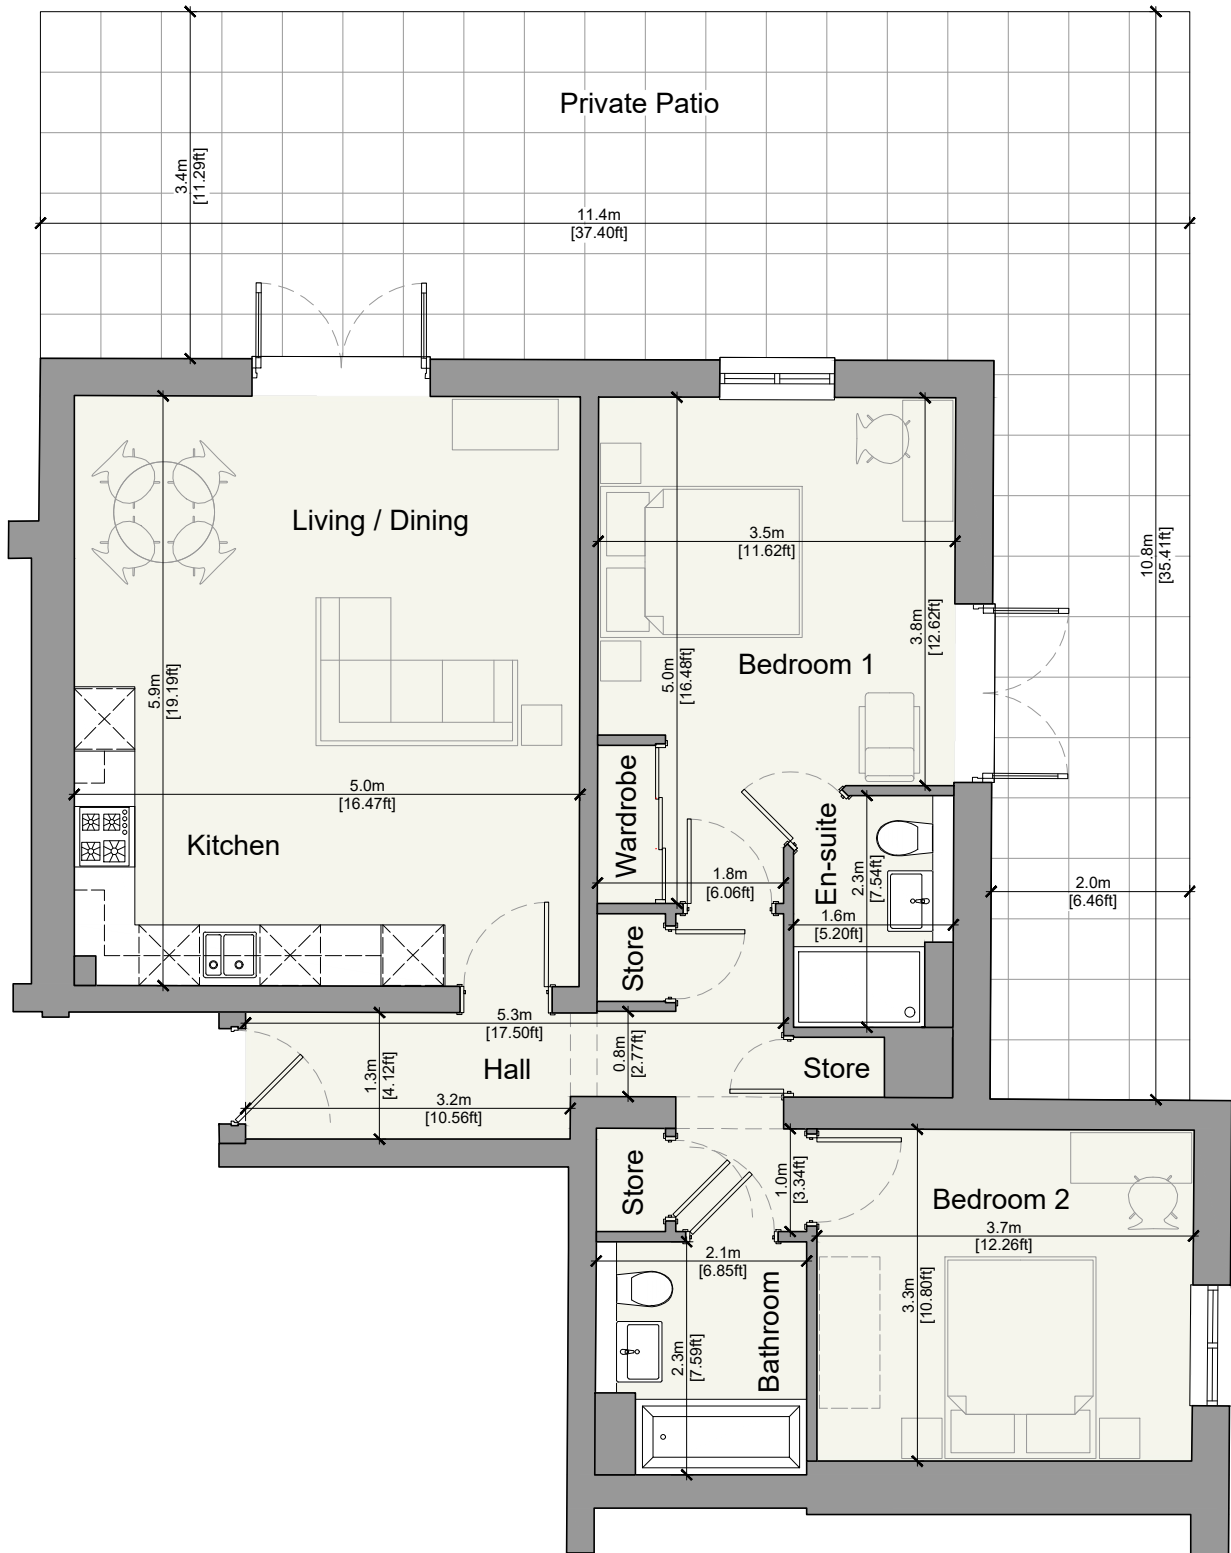 Private Patio
3.4m
[11.29ft]
11.4m
[37.40ft]
Living / Dining
3.5m
[11.62ft]
10.8m
[35.41ft]
3.8m
[12.62ft]
Bedroom 1
5.0m
[16.48ft]
5.9m
[19.19ft]
5.0m
[16.47ft]
Kitchen
Wardrobe
En-suite
1.8m
[6.06ft]
2.3m
[7.54ft]
2.0m
[6.46ft]
1.6m
[5.20ft]
Store
5.3m
[17.50ft]
Hall
0.8m
[2.77ft]
Store
1.3m
[4.12ft]
3.2m
[10.56ft]
Store
1.0m
[3.34ft]
Bedroom 2
3.7m
[12.26ft]
2.1m
[6.85ft]
3.3m
[10.80ft]
Bathroom
2.3m
[7.59ft]